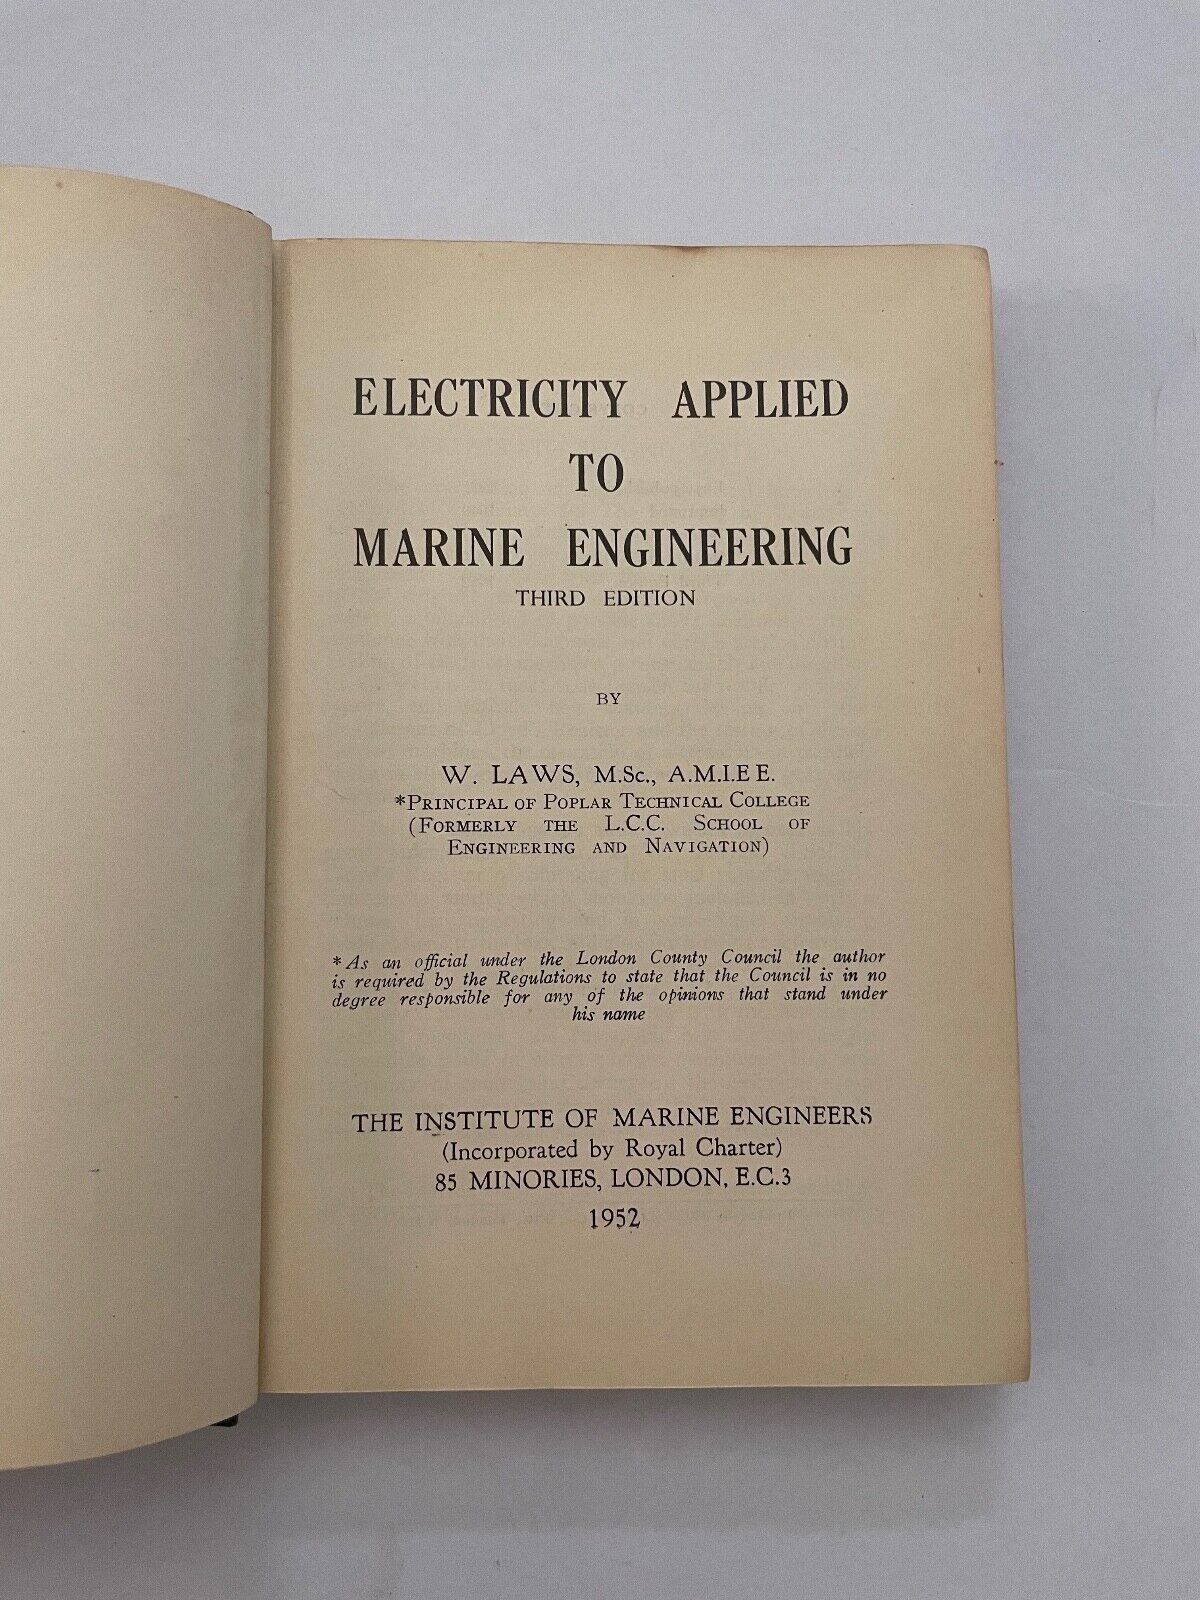 ELECTRICITY APPLIED
TO
MARINE ENGINEERING
THIRD EDITION
BY
W. LAWS, M.Sc., A.M.I.E E.
*PRINCIPAL OF POPLAR TECHNICAL COLLEGE
(FORMERLY THE L.C.C. SCHOOL OF
ENGINEERING AND NAVIGATION)
* As an official under the London County Council the author
is required by the Regulations to state that the Council is in no
degree responsible for any of the opinions that stand under
his name
THE INSTITUTE OF MARINE ENGINEERS
(Incorporated by Royal Charter)
85 MINORIES, LONDON, E.C.3
1952